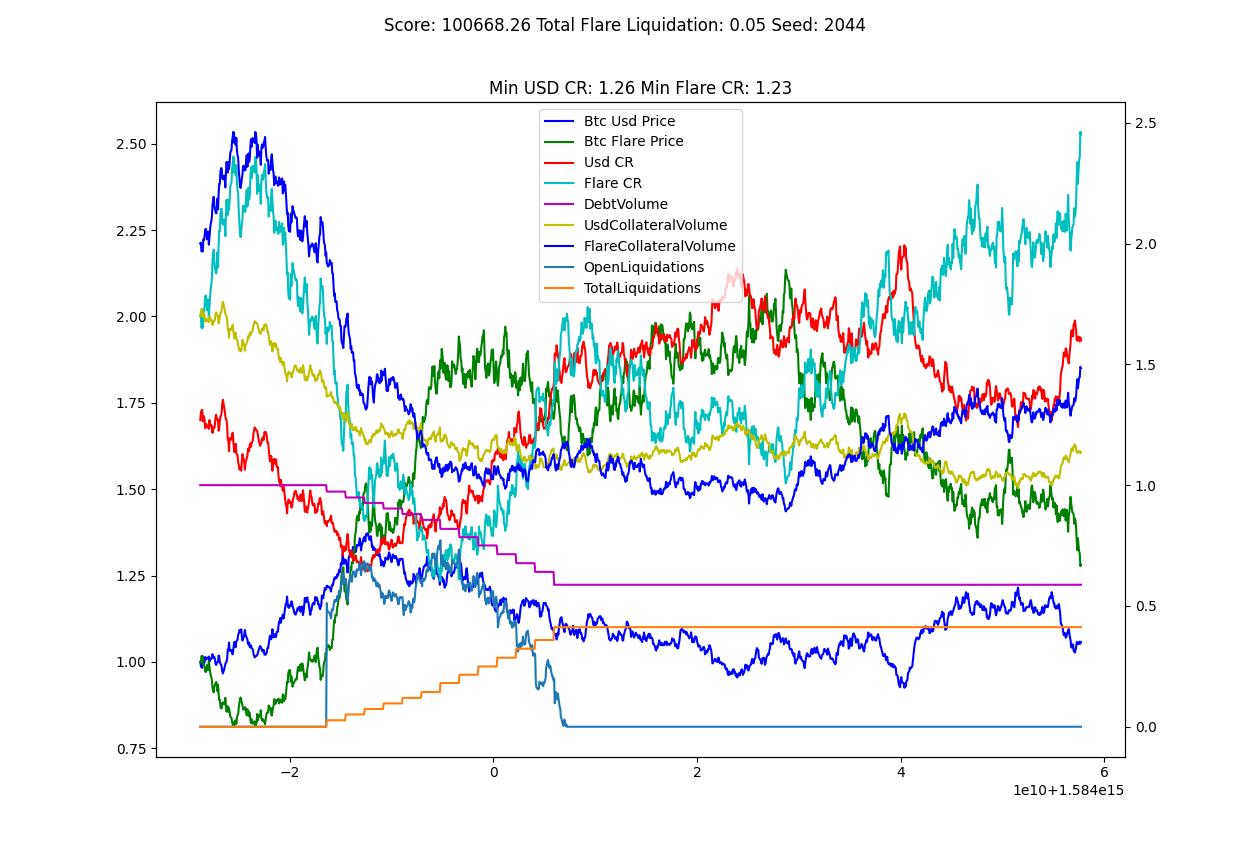 Score: 100668.26 Total Flare Liquidation: 0.05 Seed: 2044
Min USD CR: 1.26 Min Flare CR: 1.23
Btc Usd Price
Btc Flare Price
Usd CR
Flare CR
DebtVolume
UsdCollateralVolume
FlareCollateralVolume
OpenLiquidations
TotalLiquidations
2.50
2.25
2.00
1.75
1.50
1.25
1.00
0.75
2.5
2.0
1.5
1.0
0.5
0.0
−2
0
2
4
6
1e10+1.584e15